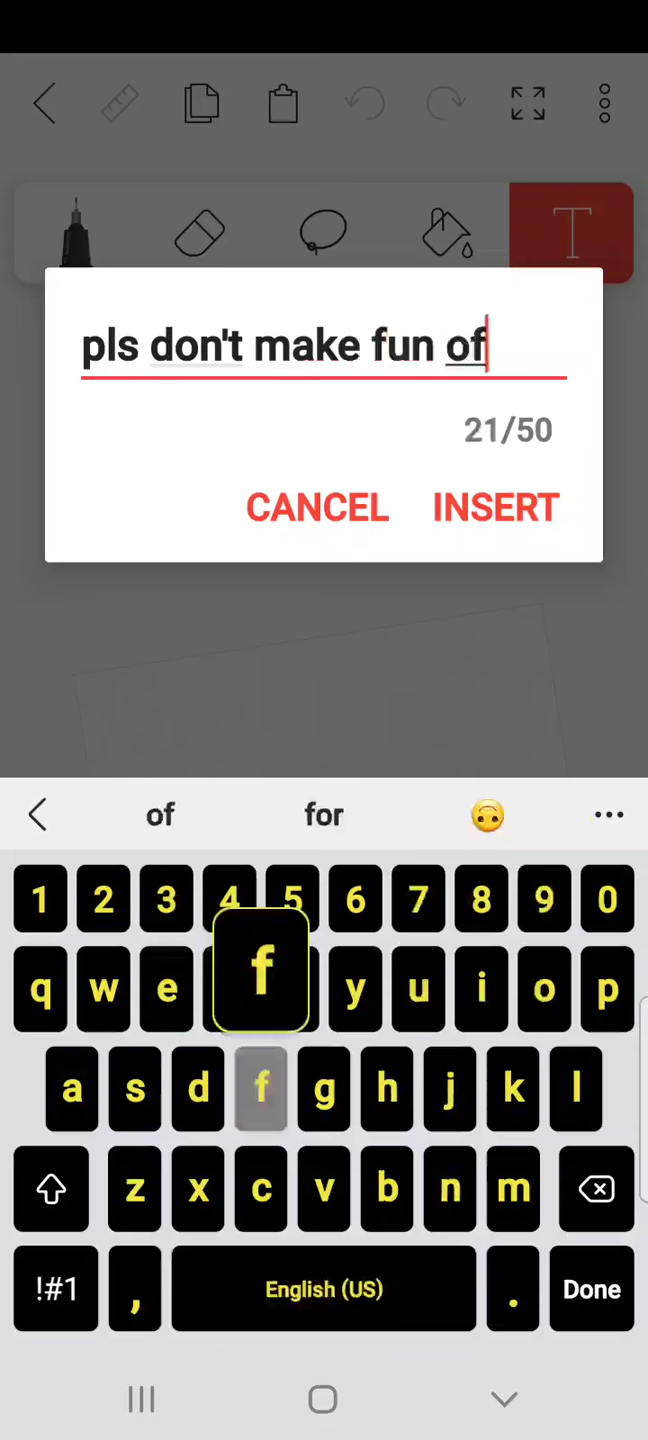 T
pls don't make fun of
21/50
CANCEL INSERT
of for
1 2 3 4 5 6 7 8 9 0
q w e f y u i o p
a s d f g h j k l
z x c v b n m
!#1 , English (US) . Done